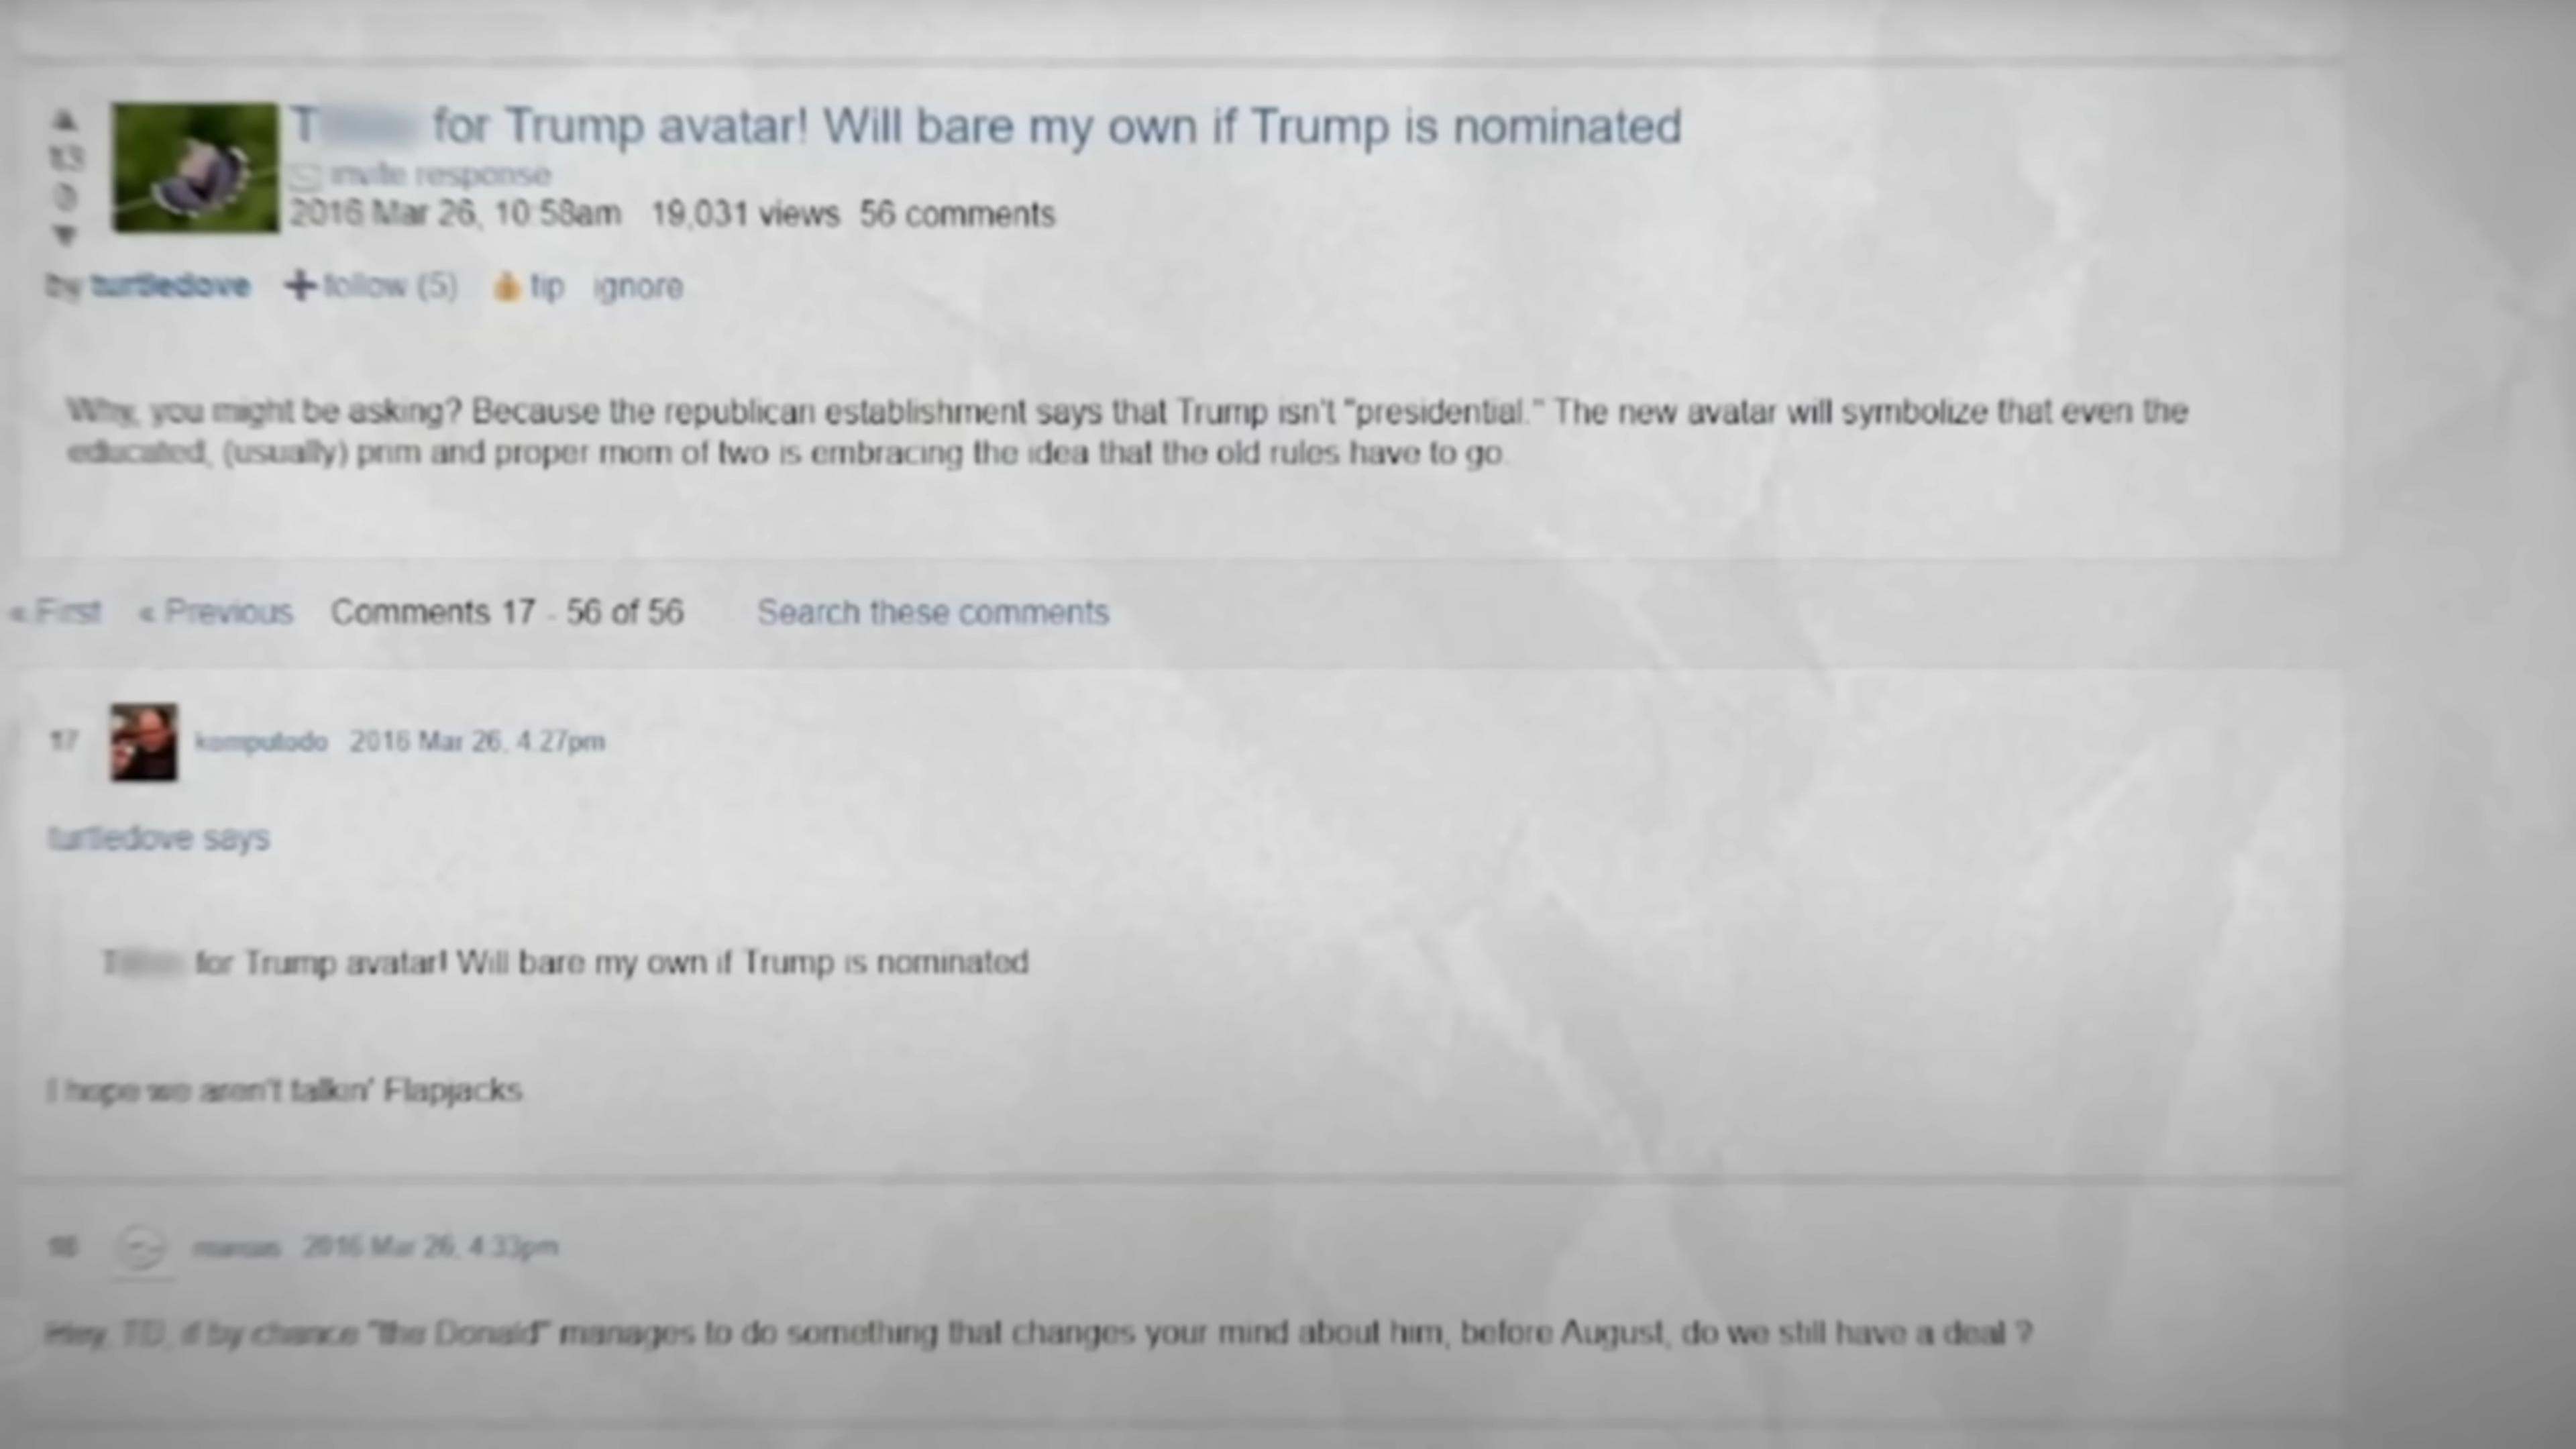 T for Trump avatar! Will bare my own if Trump is nominated
13
invite response
0
2016 Mar 26, 10:58am 19,031 views 56 comments
by turtledove follow (5) tip ignore
Why, you might be asking? Because the republican establishment says that Trump isn't "presidential." The new avatar will symbolize that even the
educated, (usually) prim and proper mom of two is embracing the idea that the old rules have to go.
« First « Previous Comments 17 - 56 of 56 Search these comments
17 komputodo 2016 Mar 26, 4:27pm
turtledove says
T for Trump avatar! Will bare my own if Trump is nominated
I hope we aren't talkin' Flapjacks
18 2016 Mar 26, 4:33pm
Hey, TD, if by chance "the Donald" manages to do something that changes your mind about him, before August, do we still have a deal ?